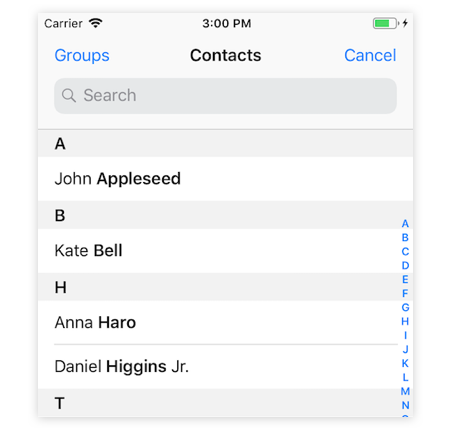 Carrier 3:00 PM
Groups Contacts Cancel
Search
A
John Appleseed
B
Kate Bell
H
Anna Haro
Daniel Higgins Jr.
T
A
B
C
D
E
F
G
H
I
J
K
L
M
N